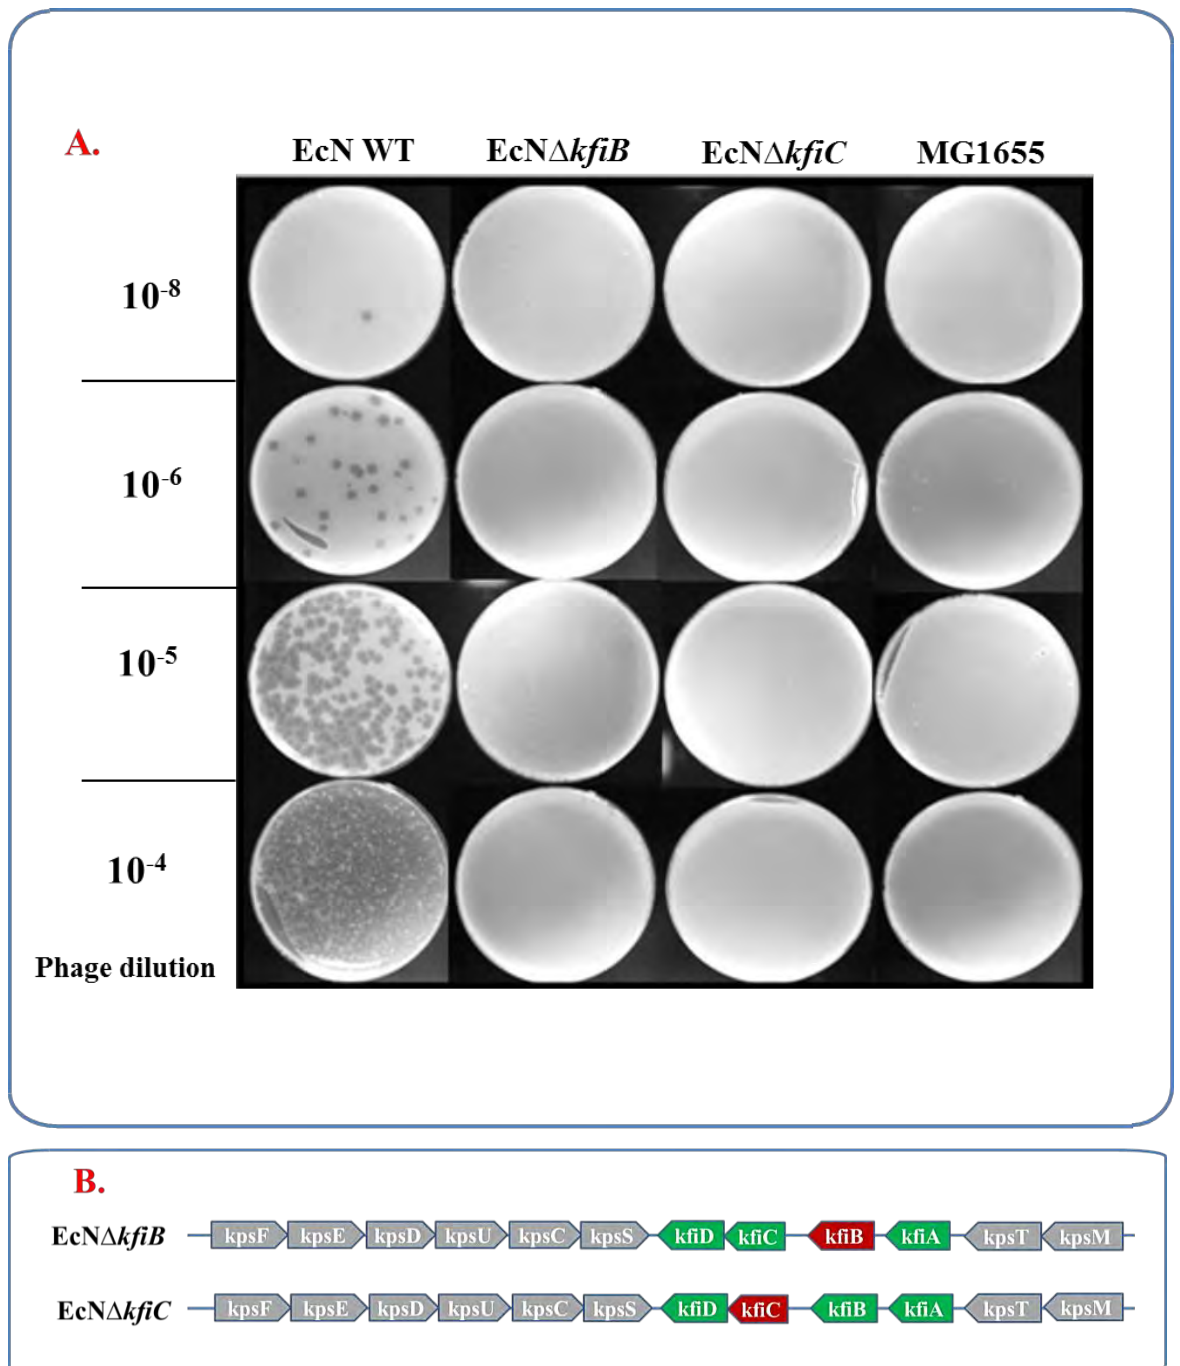 A.
EcN WT EcNΔkfiB EcNΔkfiC MG1655
10-8
10-6
10-5
10-4
Phage dilution
B.
EcNΔkfiB kpsF kpsE kpsD kpsU kpsC kpsS kfiD kfiC kfiB kfiA kpsT kpsM
EcNΔkfiC kpsF kpsE kpsD kpsU kpsC kpsS kfiD kfiC kfiB kfiA kpsT kpsM